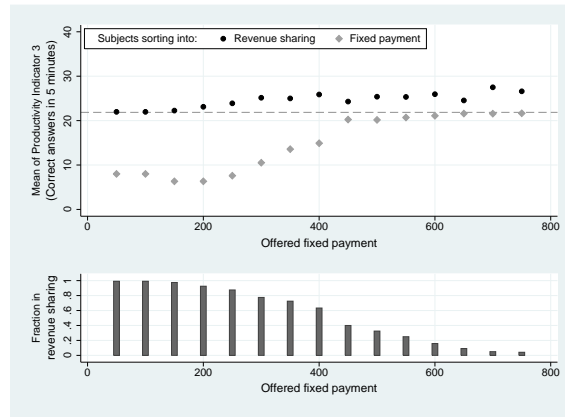 Mean of Productivity Indicator 3
(Correct answers in 5 minutes)
40
30
20
10
0
Subjects sorting into: Revenue sharing Fixed payment
0 200 400 600 800
Offered fixed payment
Fraction in
revenue sharing
1
.8
.6
.4
.2
0
0 200 400 600 800
Offered fixed payment